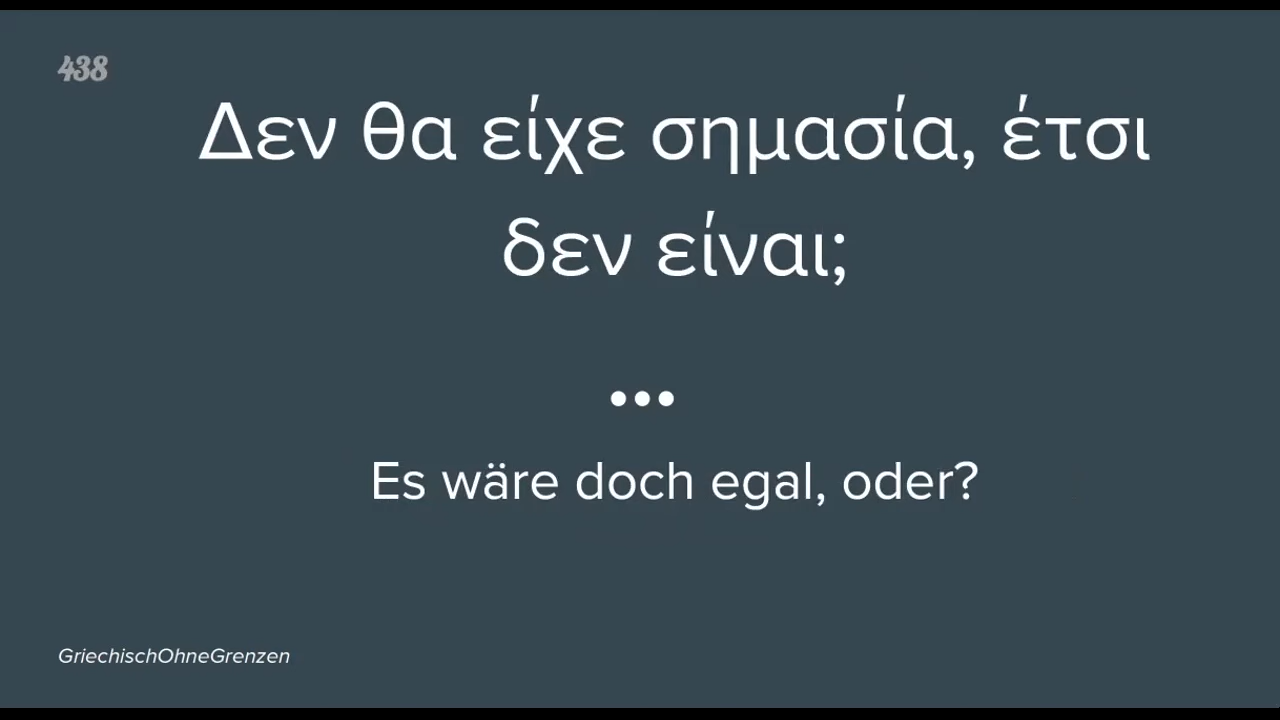 438
Δεν θα είχε σημασία, έτσι
δεν είναι;
...
Es wäre doch egal, oder?
GriechischOhneGrenzen